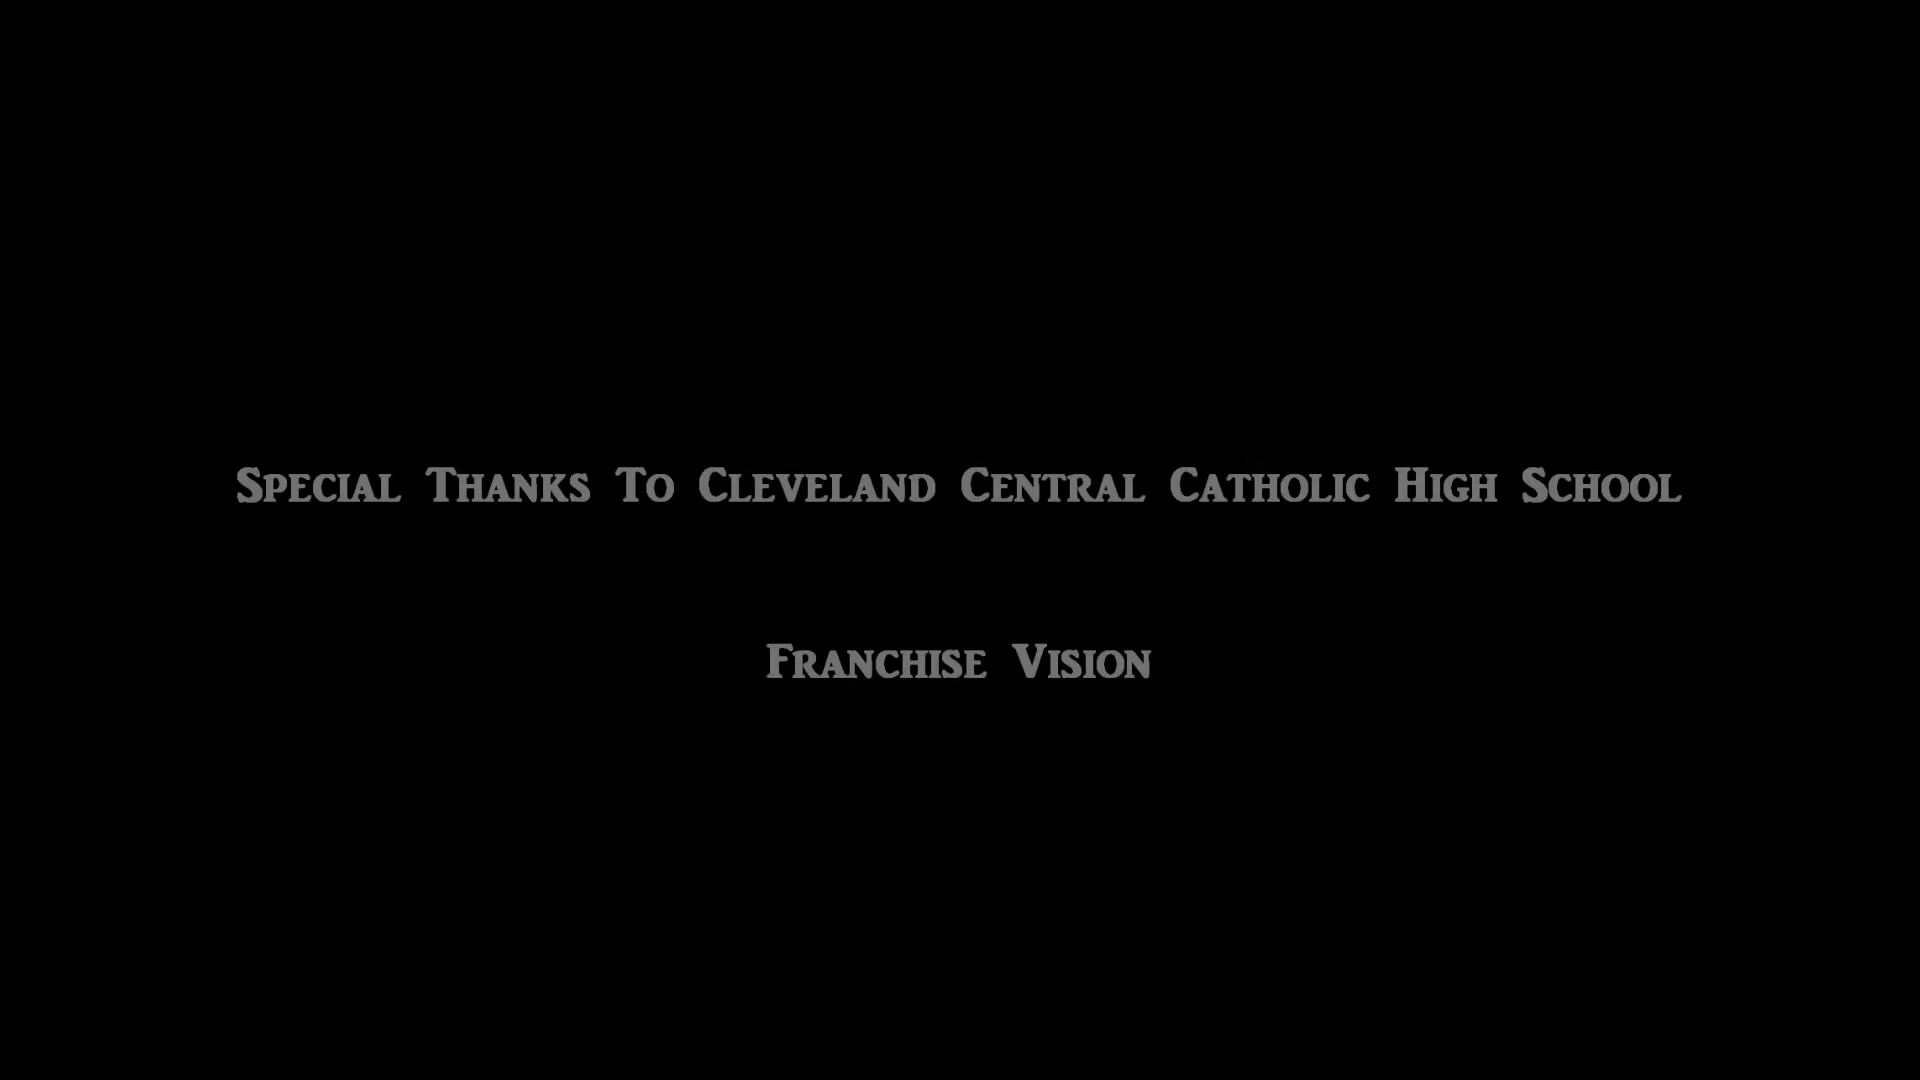 Special Thanks To Cleveland Central Catholic High School
Franchise Vision